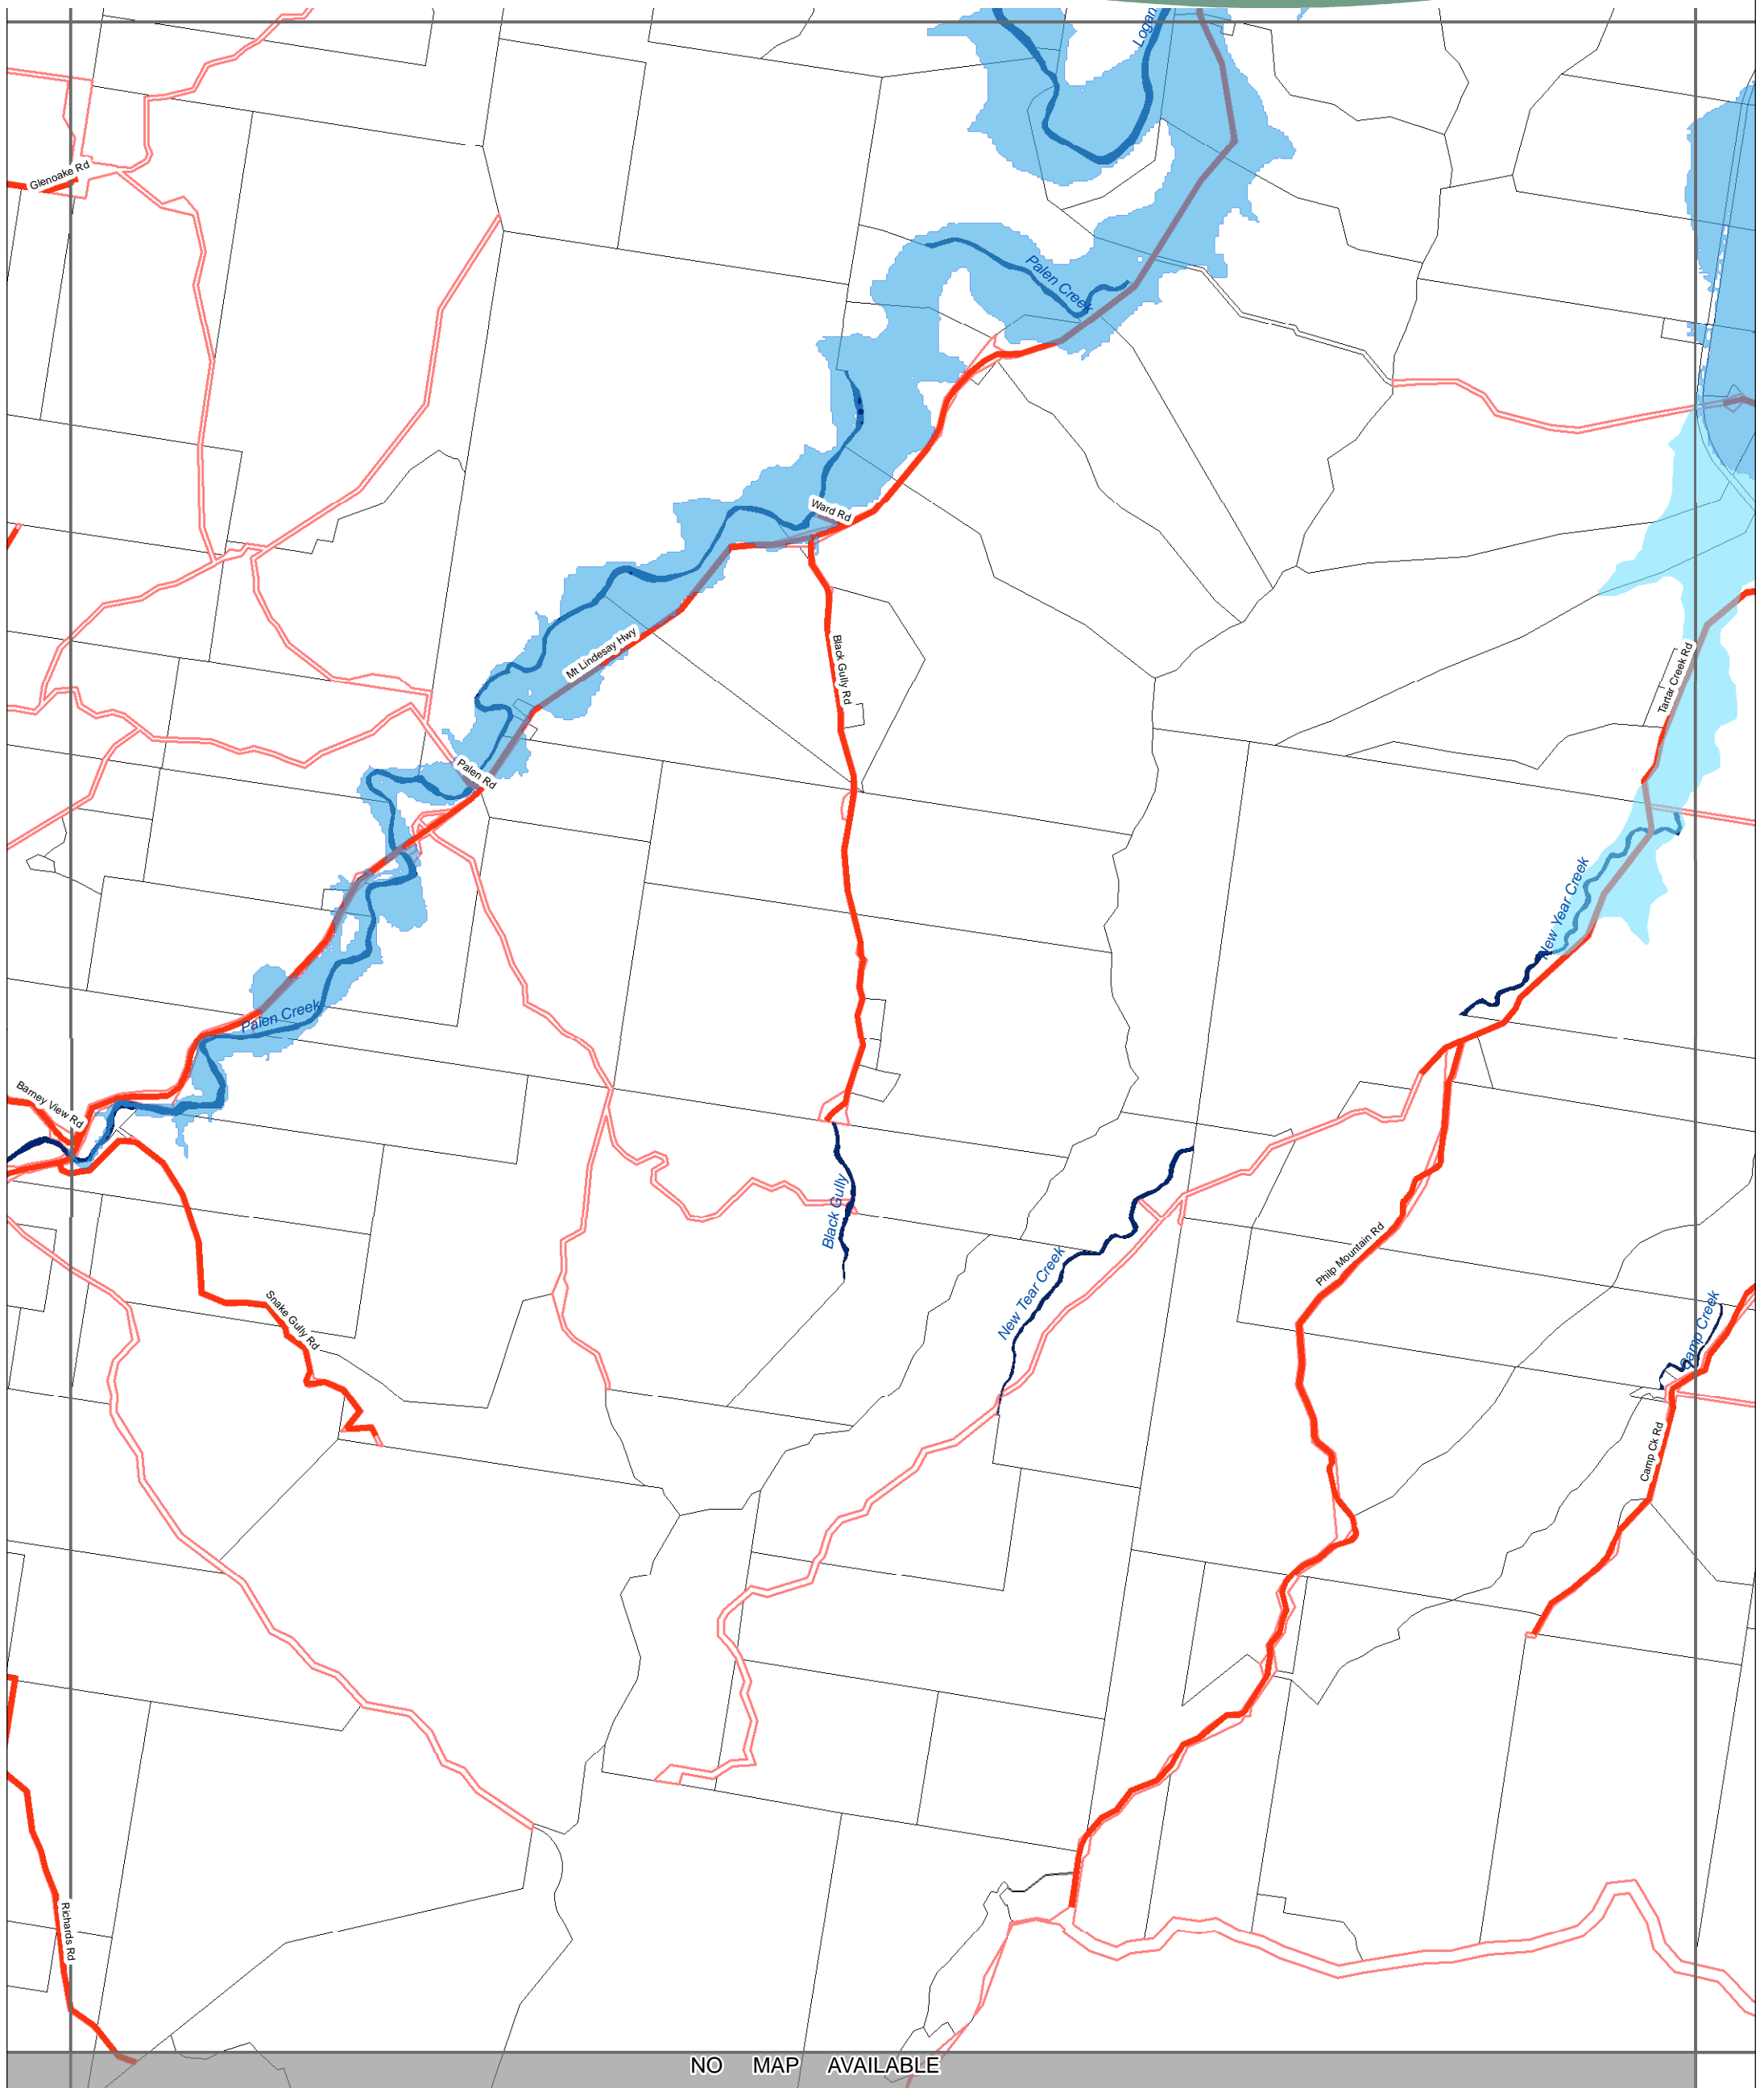 Logan
Glenoake Rd
Palen Creek
Ward Rd
Mt Lindesay Hwy
Black Gully Rd
Tartar Creek Rd
Palen Rd
New Year Creek
Palen Creek
Barney View Rd
Black Gully
New Tear Creek
Philp Mountain Rd
Snake Gully Rd
Camp Creek
Camp Ck Rd
Richards Rd
NO MAP AVAILABLE